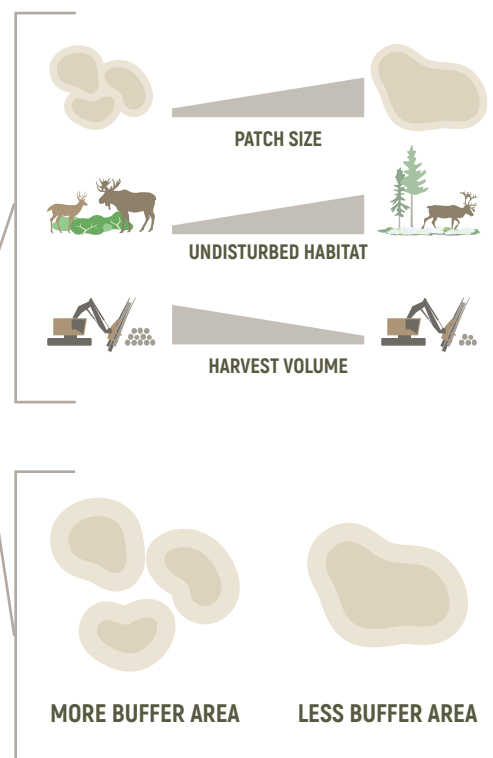 PATCH SIZE
UNDISTURBED HABITAT
HARVEST VOLUME
MORE BUFFER AREA
LESS BUFFER AREA